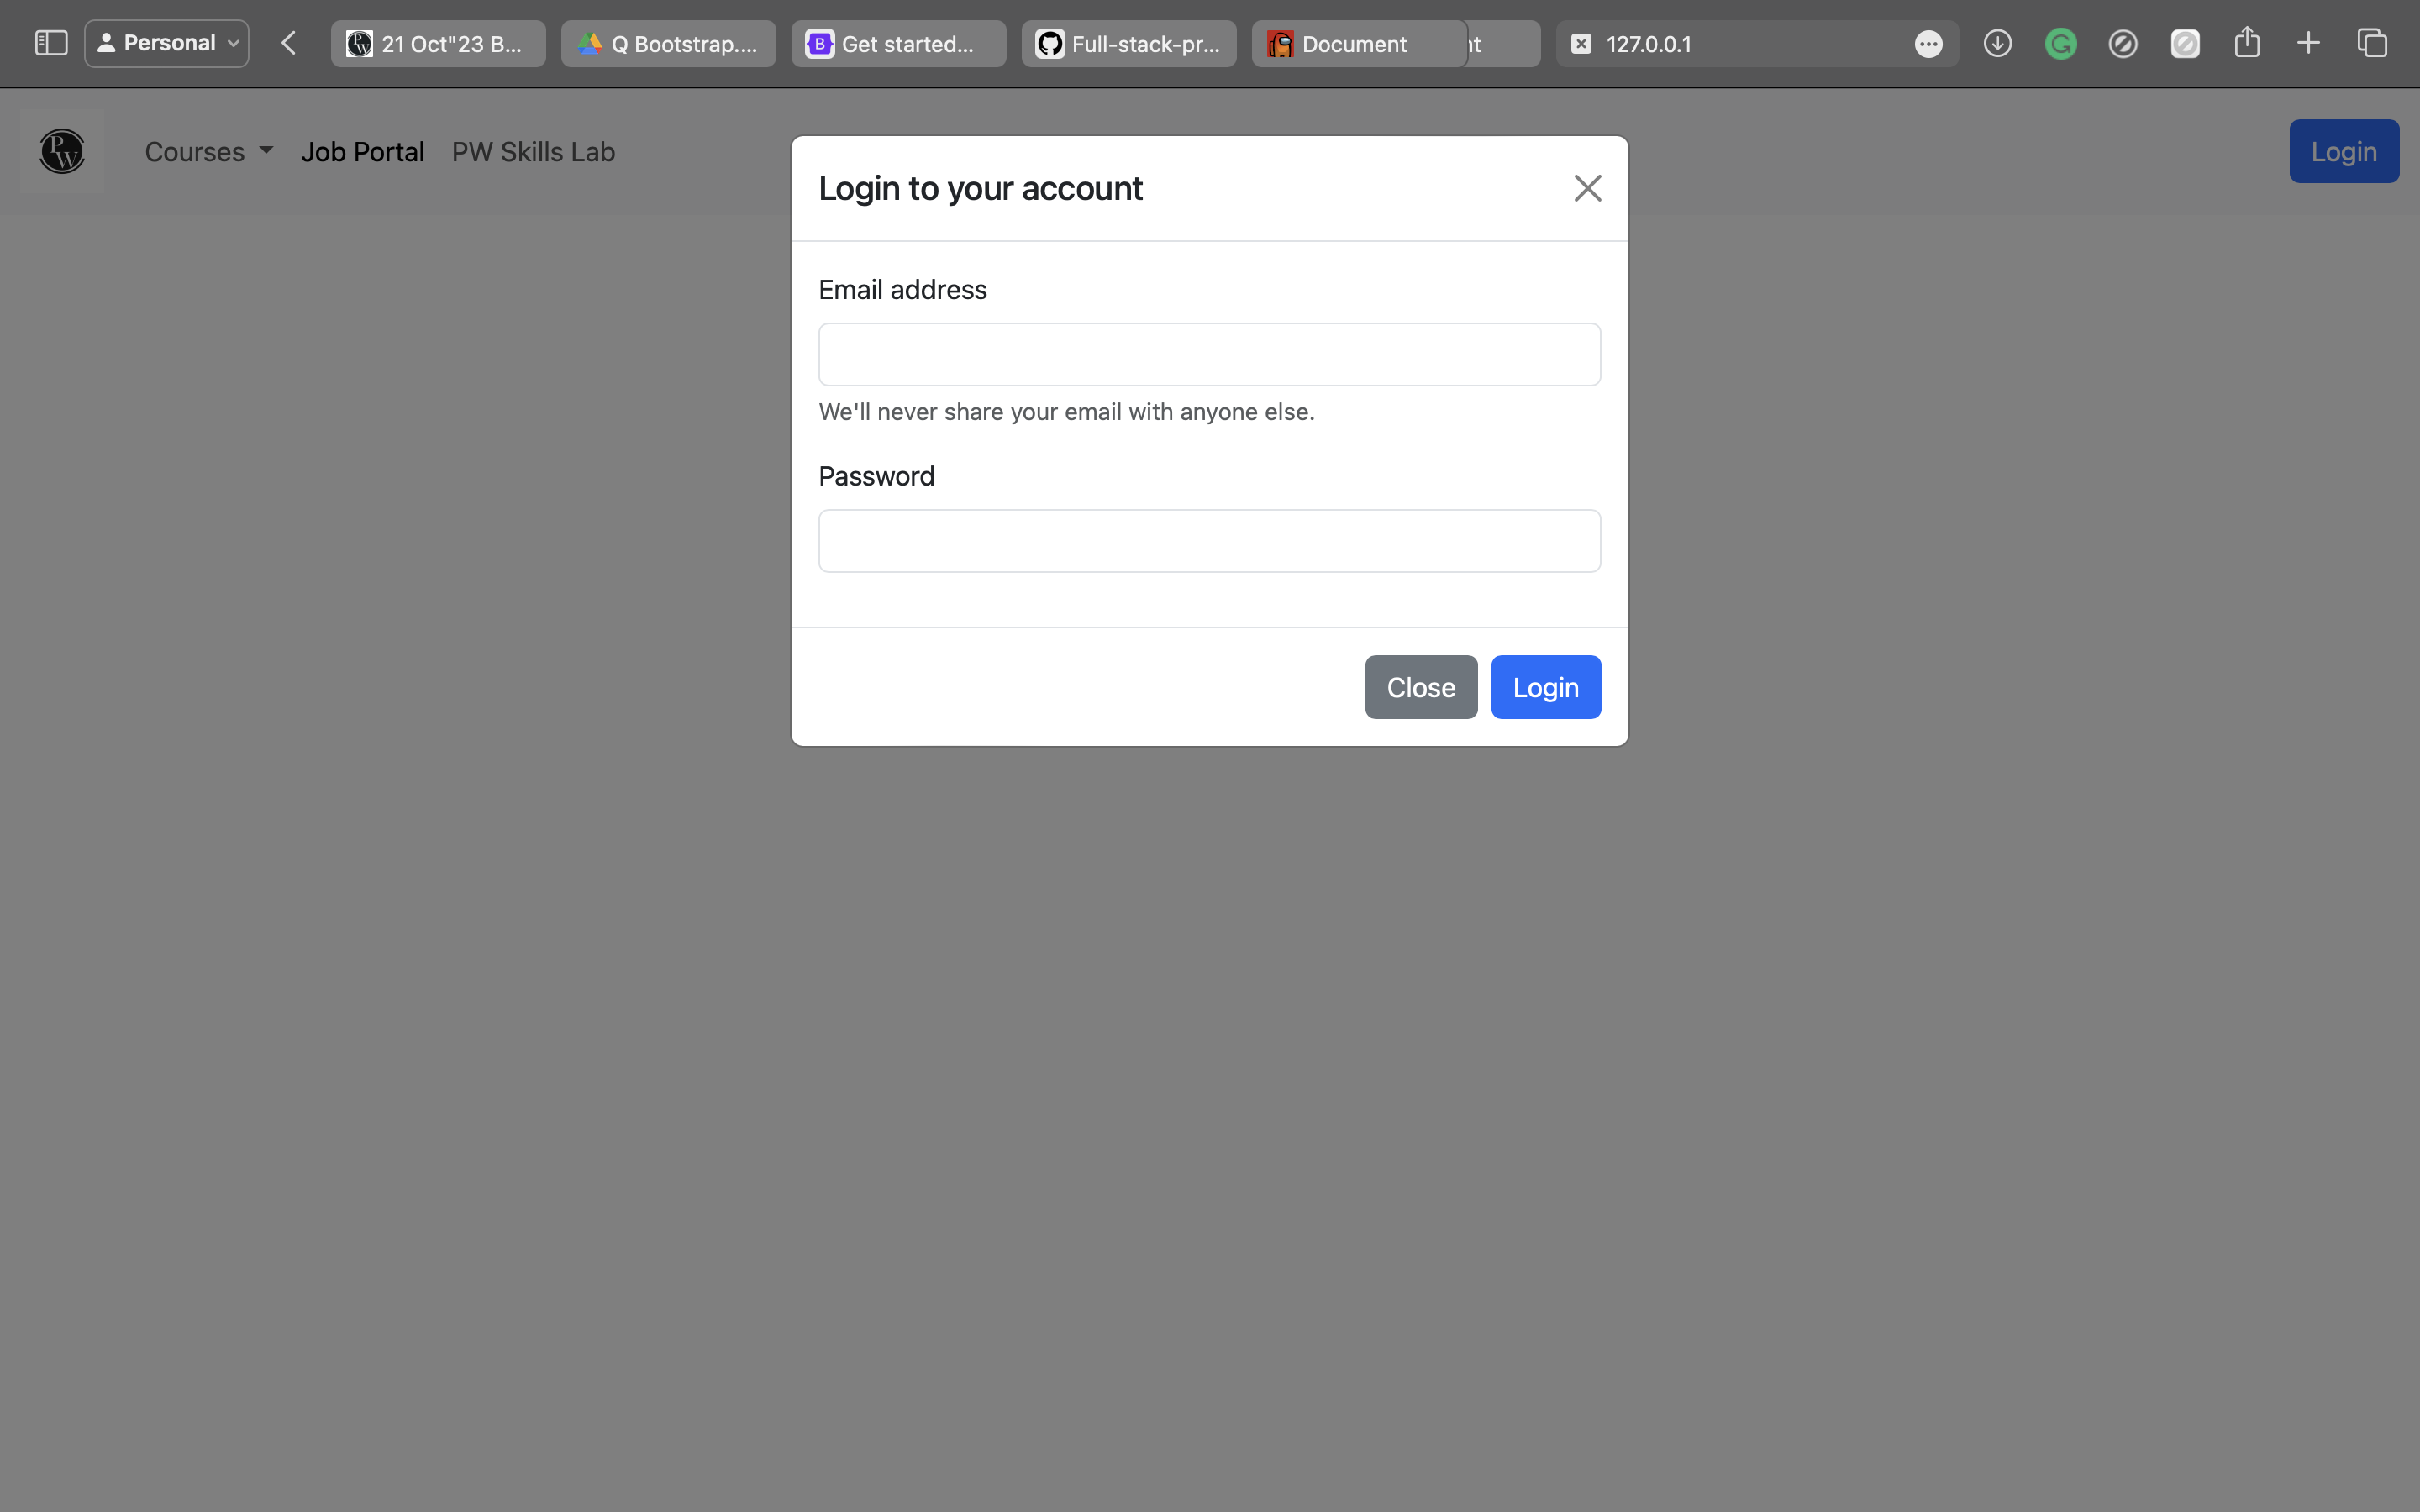 Personal
21 Oct"23 B...
Q Bootstrap....
B
Get started...
Full-stack-pr...
Document
nt
127.0.0.1
PW
Courses
Job Portal
PW Skills Lab
Login
Login to your account
Email address
We'll never share your email with anyone else.
Password
Close
Login